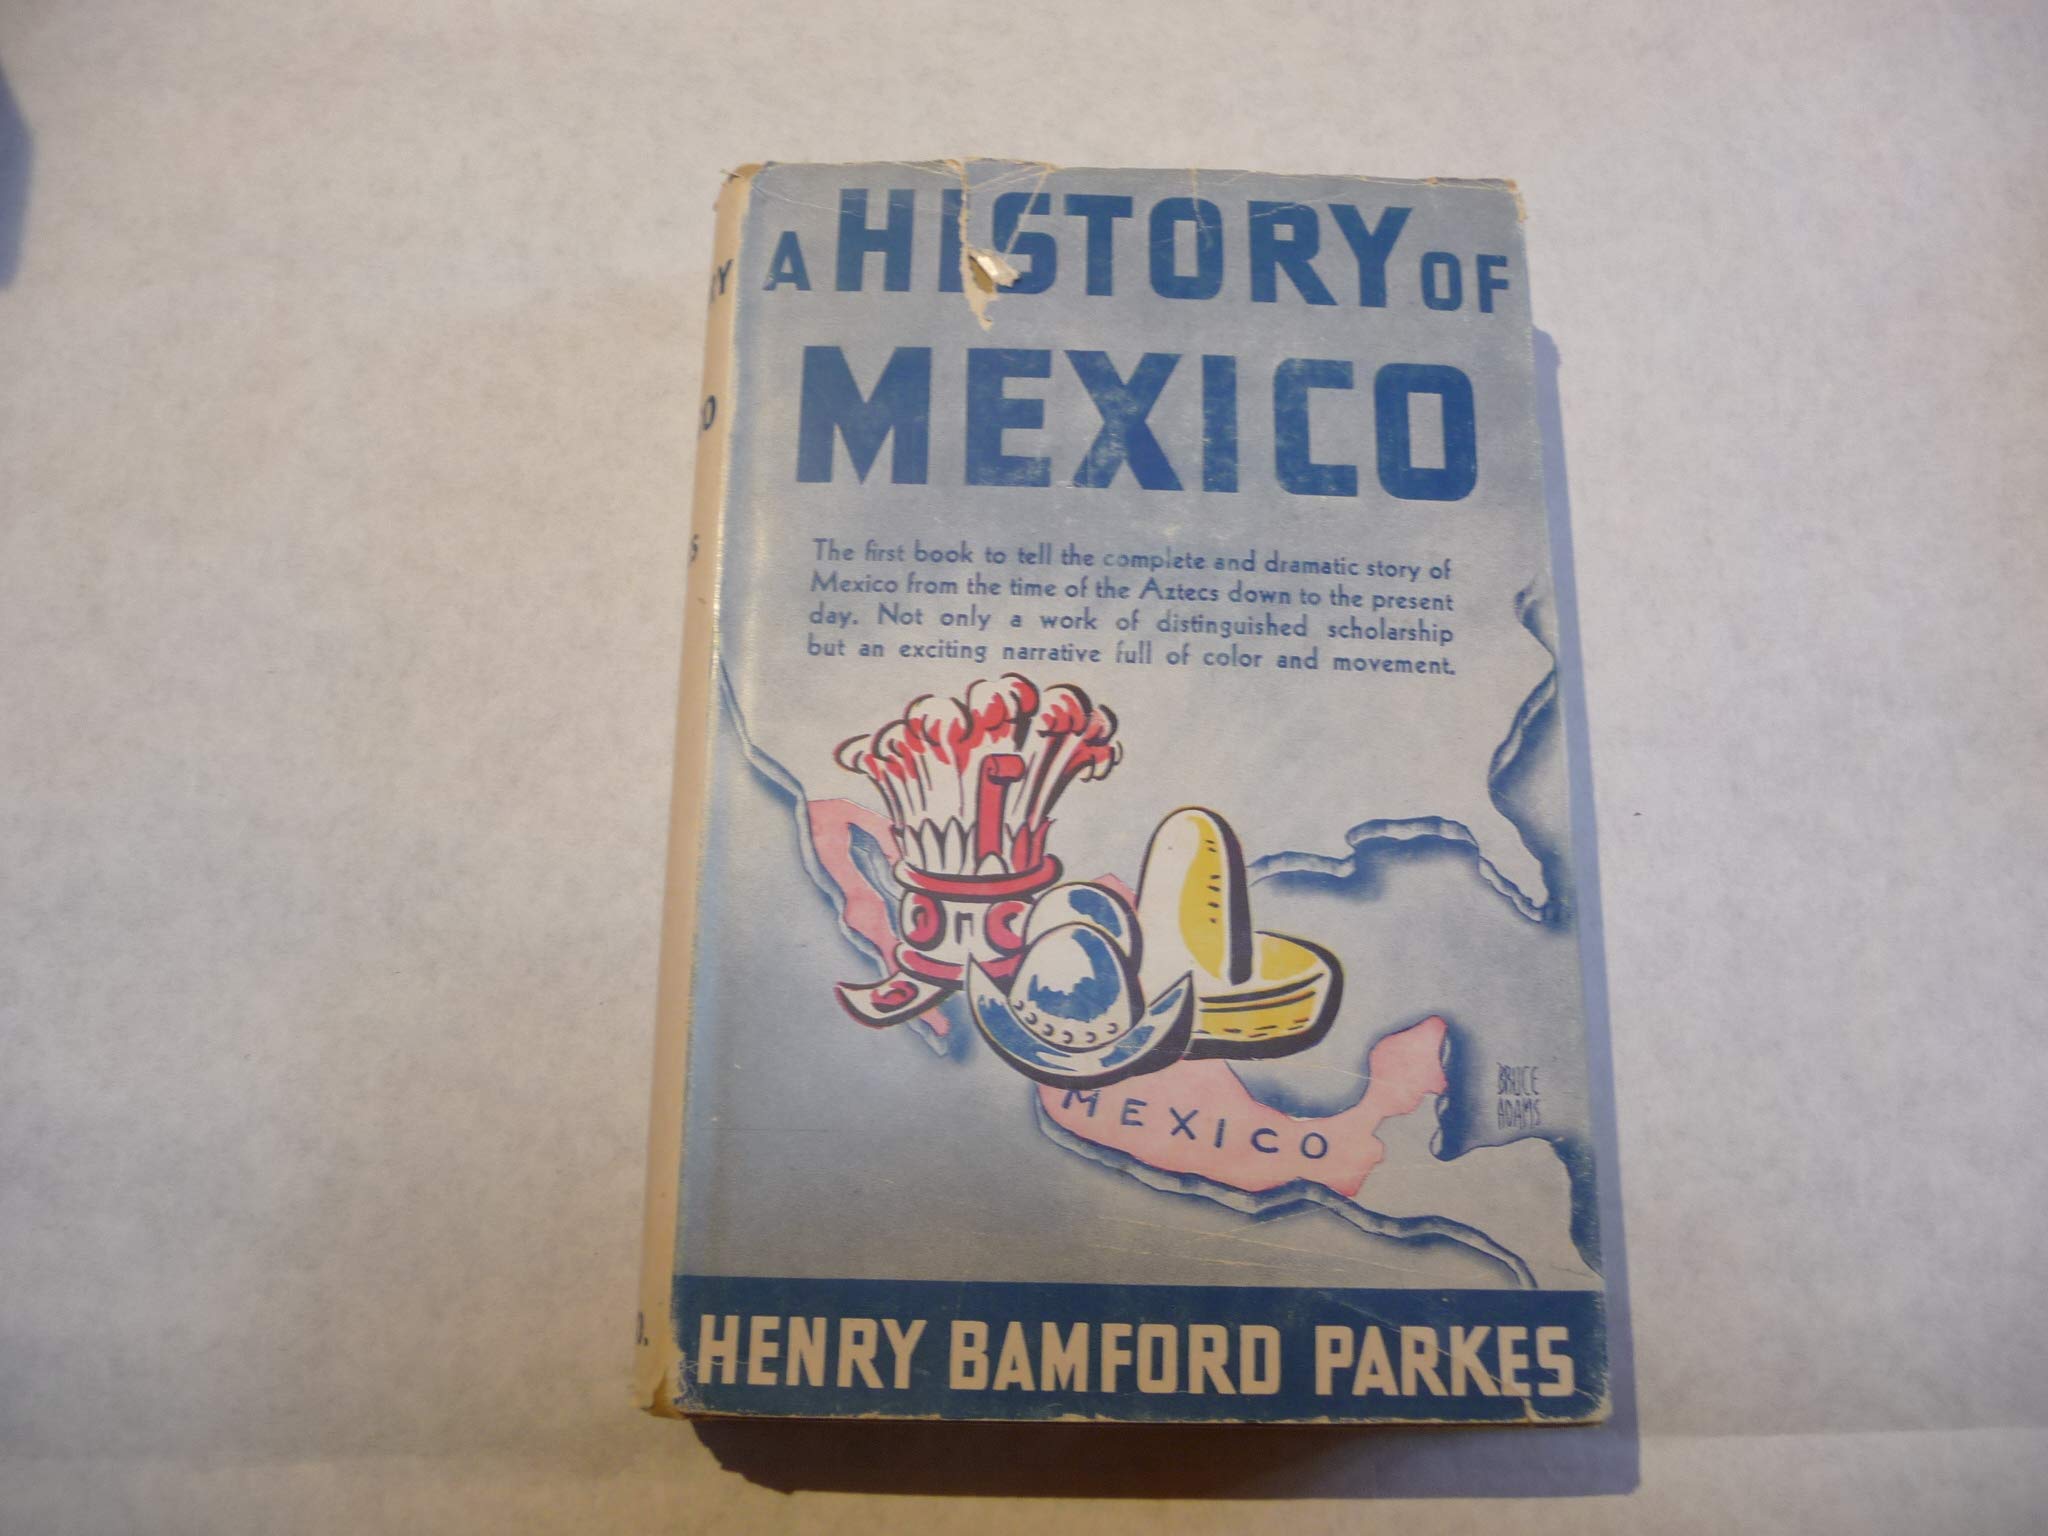 A HISTORY OF
MEXICO
The first book to tell the complete and dramatic story of
Mexico from the time of the Aztecs down to the present
day. Not only a work of distinguished scholarship
but an exciting narrative full of color and movement.
MEXICO
BRUCE
ADAMS
HENRY BAMFORD PARKES